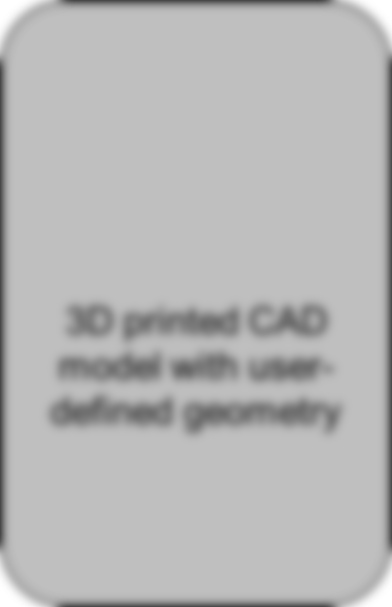 3D printed CAD
model with user-
defined geometry